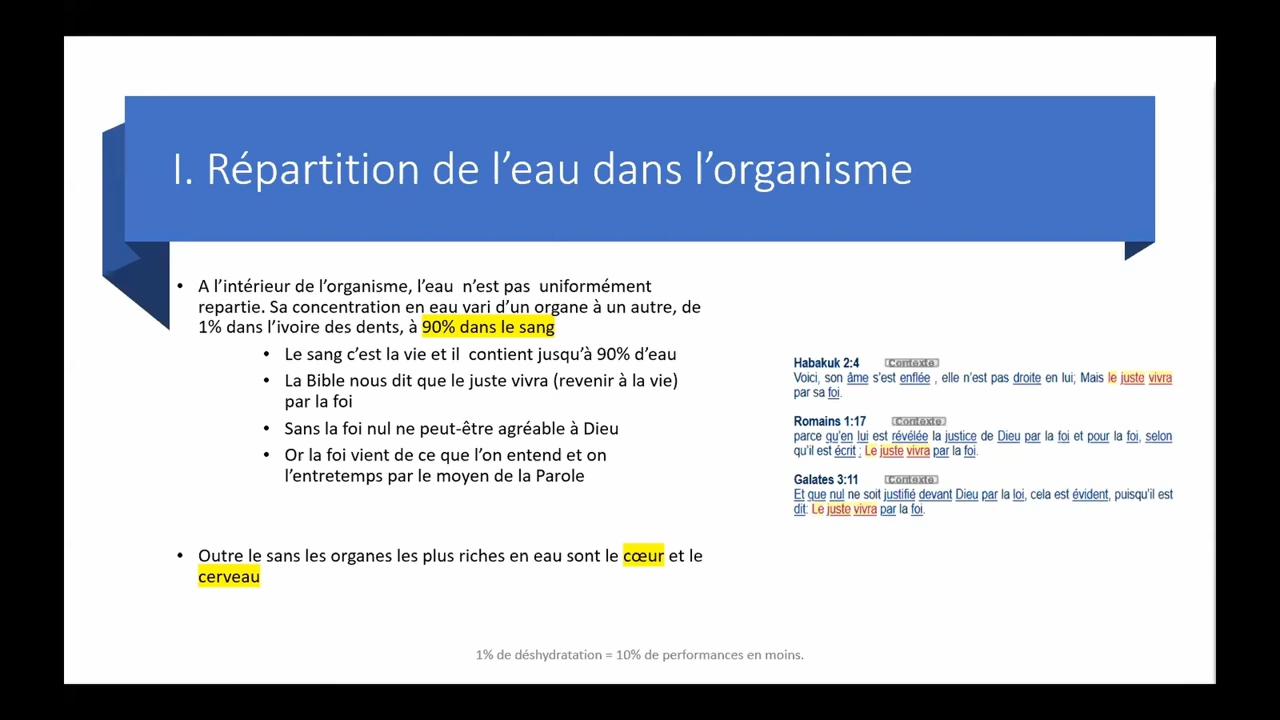 I. Répartition de l’eau dans l’organisme
• A l’intérieur de l’organisme, l’eau n’est pas uniformément
repartie. Sa concentration en eau vari d’un organe à un autre, de
1% dans l’ivoire des dents, à 90% dans le sang
• Le sang c’est la vie et il contient jusqu’à 90% d’eau
• La Bible nous dit que le juste vivra (revenir à la vie)
par la foi
• Sans la foi nul ne peut-être agréable à Dieu
• Or la foi vient de ce que l’on entend et on
l’entretemps par le moyen de la Parole
• Outre le sans les organes les plus riches en eau sont le cœur et le
cerveau
Habakuk 2:4 Contexte
Voici, son âme s’est enflée , elle n’est pas droite en lui; Mais le juste vivra
par sa foi.
Romains 1:17 Contexte
parce qu’en lui est révélée la justice de Dieu par la foi et pour la foi, selon
qu’il est écrit : Le juste vivra par la foi.
Galates 3:11 Contexte
Et que nul ne soit justifié devant Dieu par la loi, cela est évident, puisqu’il est
dit: Le juste vivra par la foi.
1% de déshydratation = 10% de performances en moins.